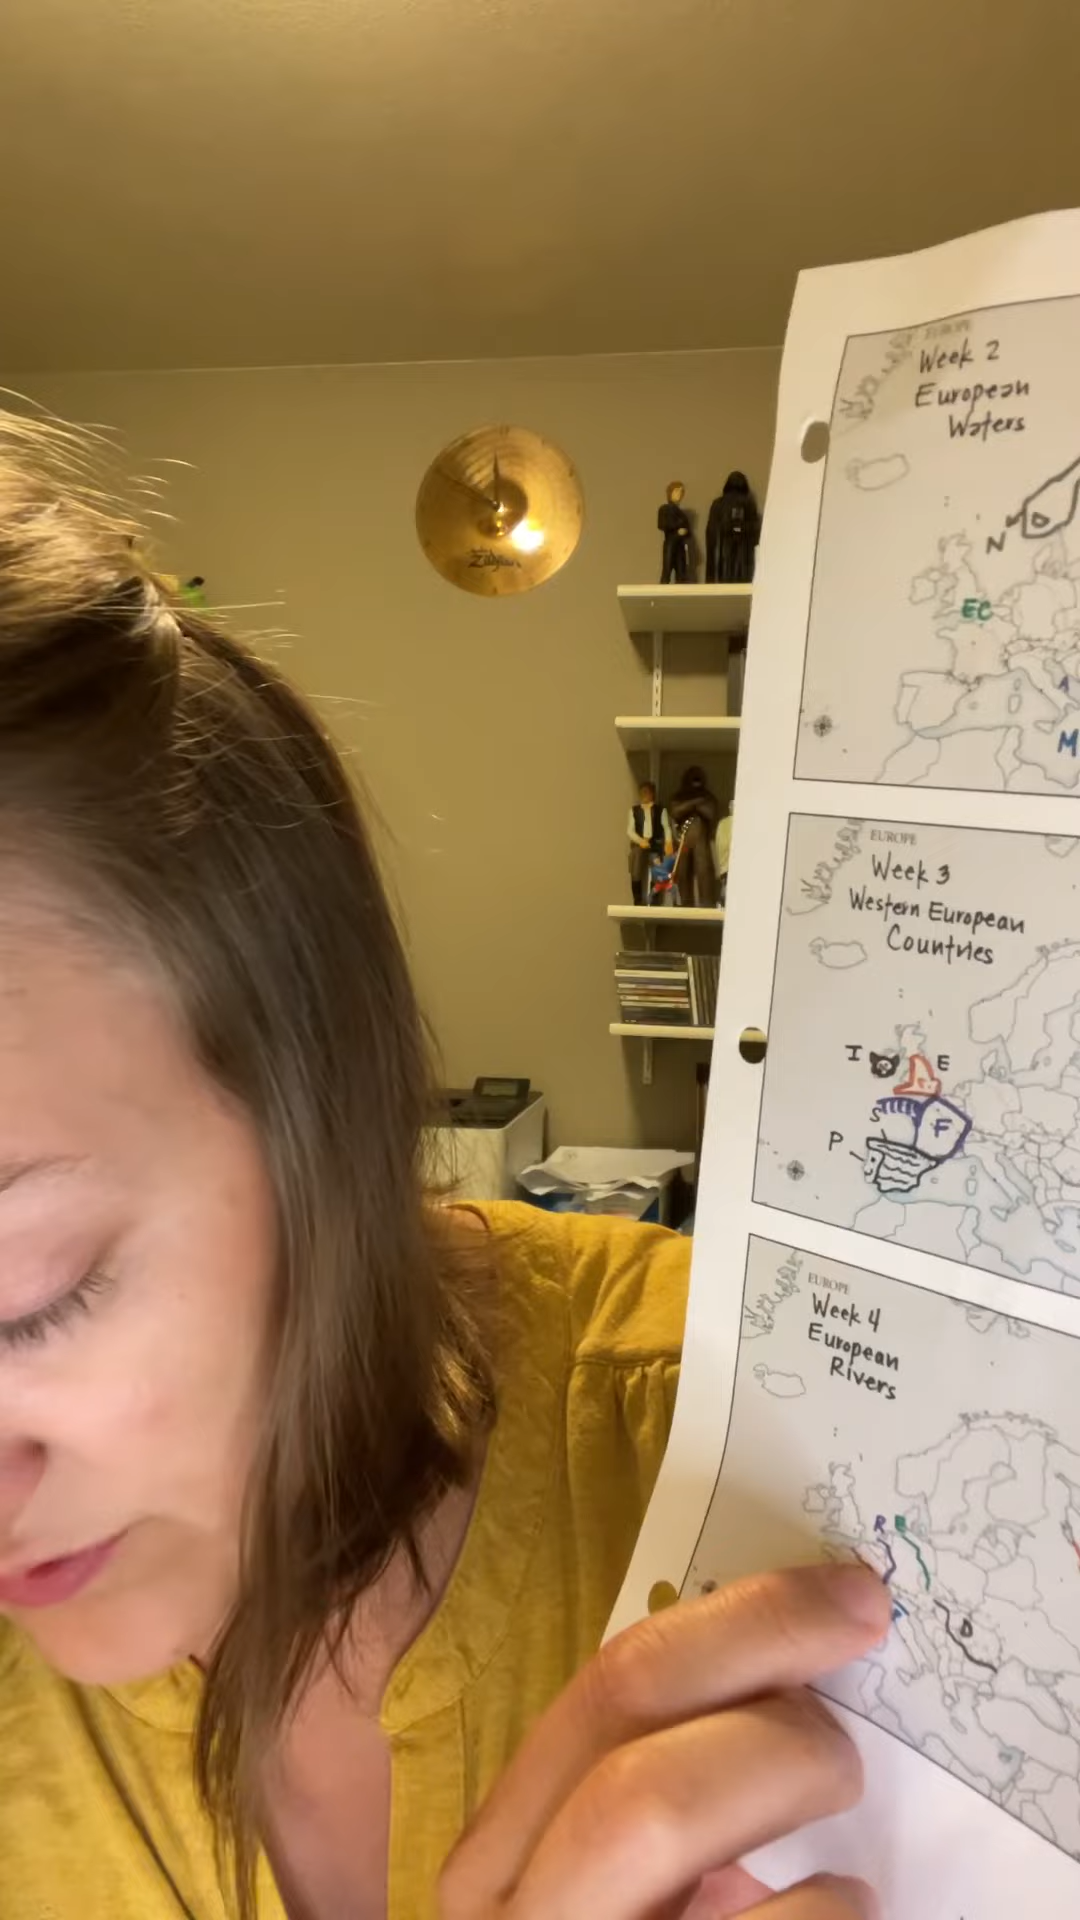 EUROPE
Week 2
European
Waters
N
EC
A
M
EUROPE
Week 3
Western European
Countries
I
E
S
F
P
EUROPE
Week 4
European
Rivers
R
D
Zildjian